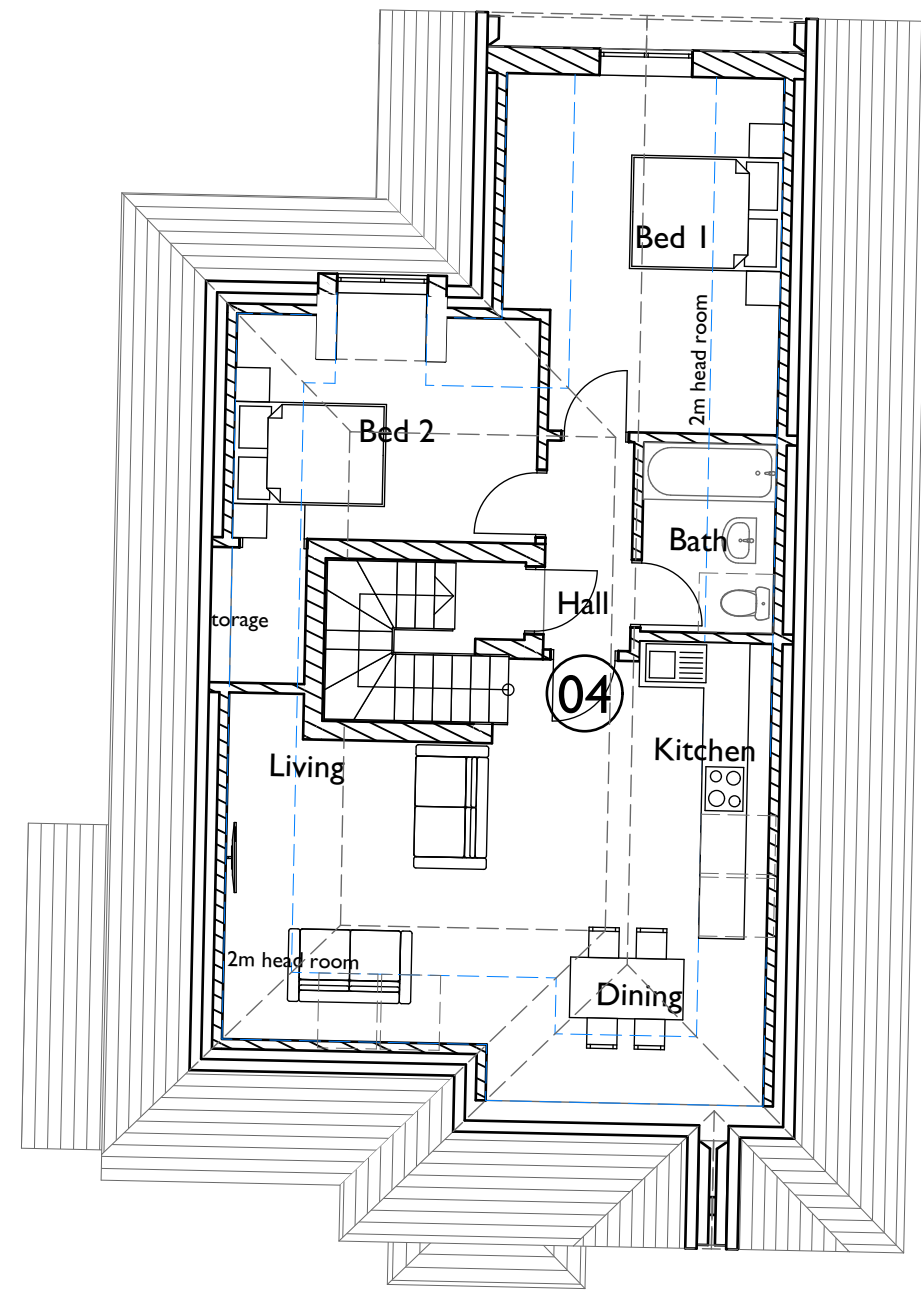 Bed 1
2m head room
Bed 2
Bath
Hall
torage
04
Kitchen
Living
2m head room
Dining